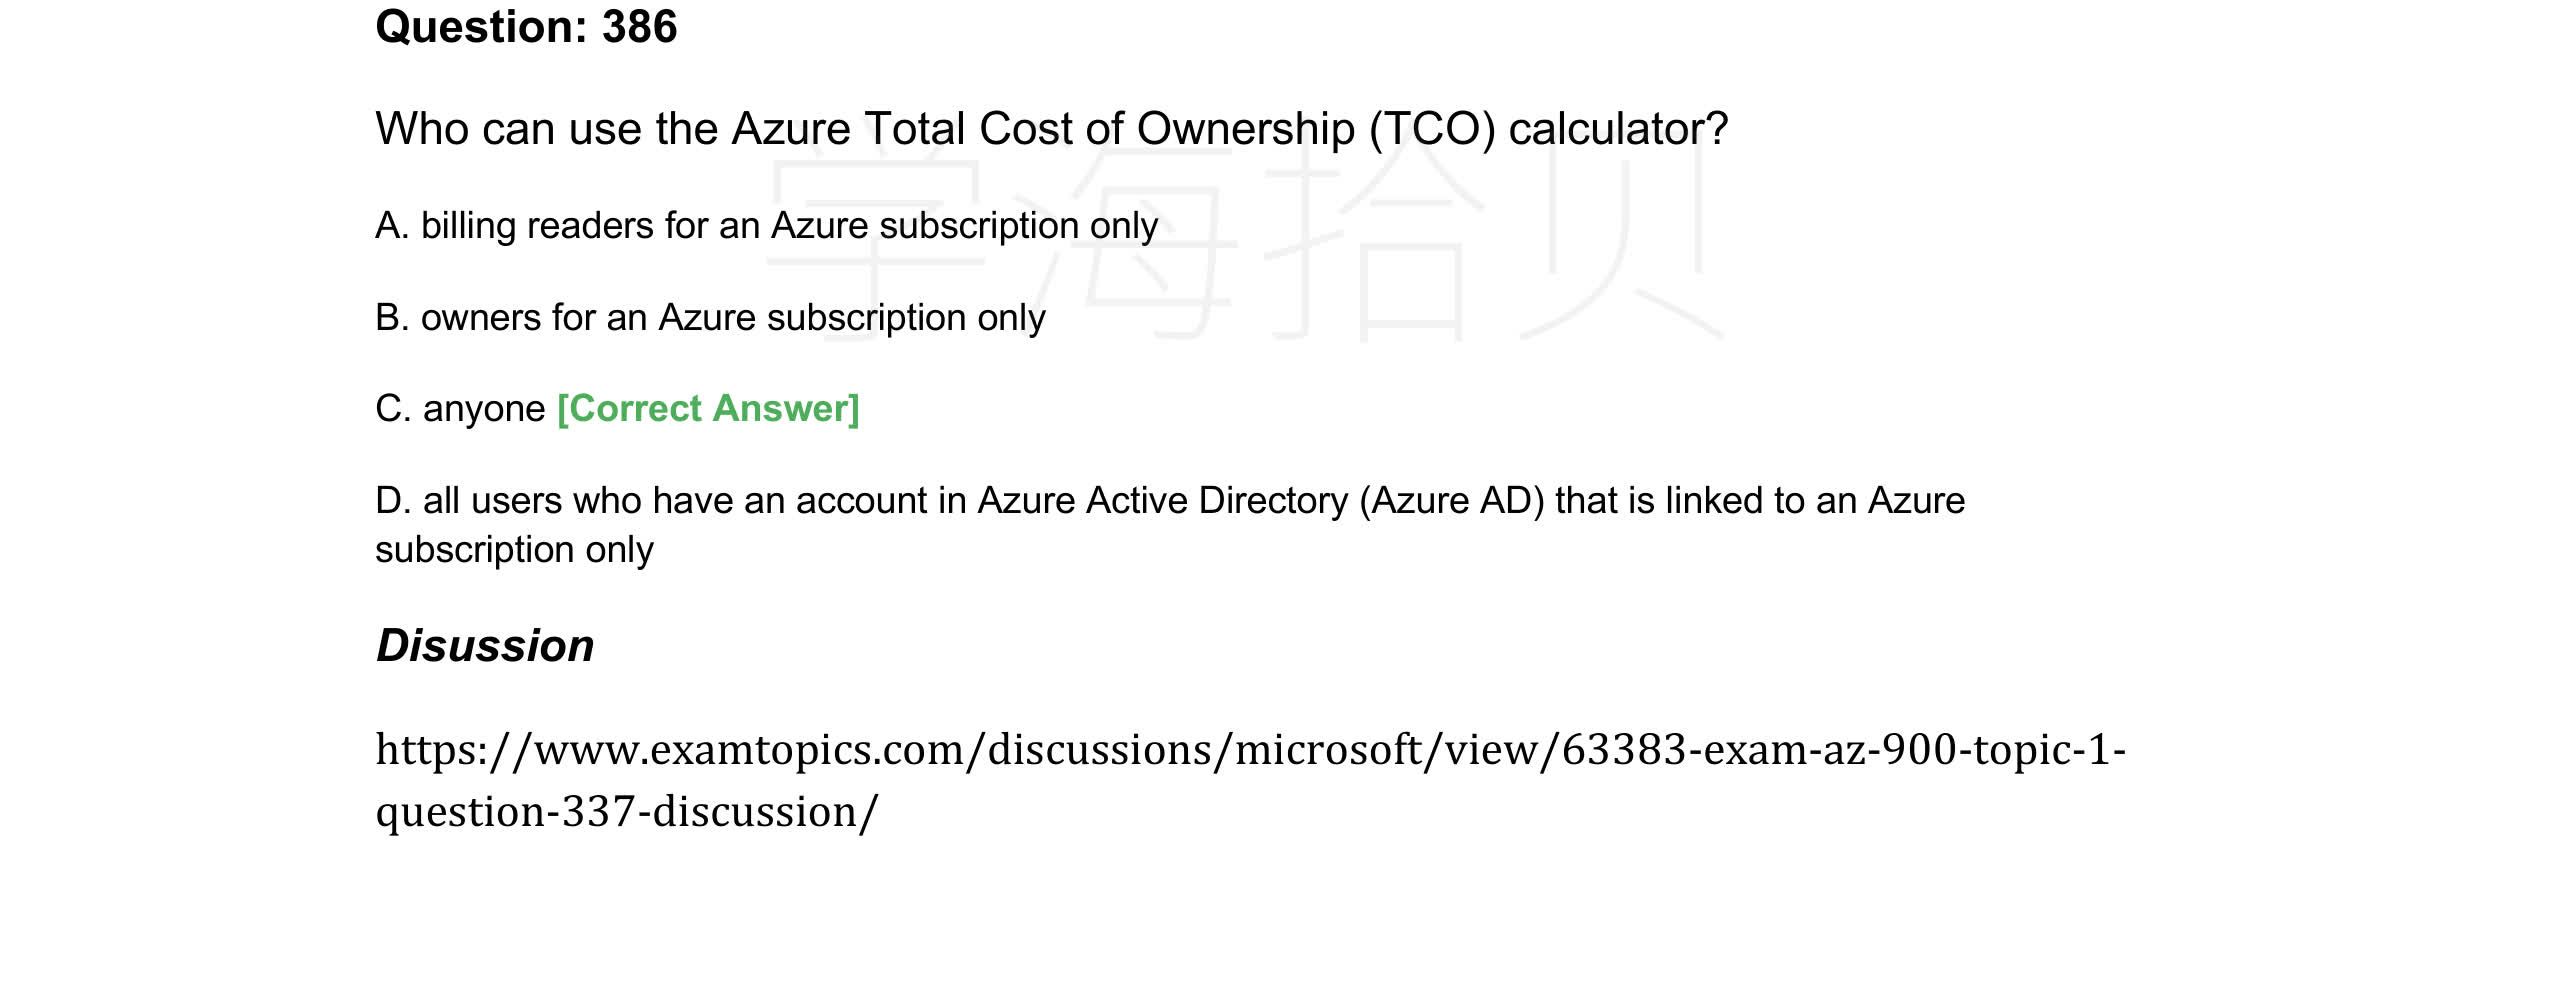 Question: 386
Who can use the Azure Total Cost of Ownership (TCO) calculator?
学海拾贝
A. billing readers for an Azure subscription only
B. owners for an Azure subscription only
C. anyone [Correct Answer]
D. all users who have an account in Azure Active Directory (Azure AD) that is linked to an Azure
subscription only
Disussion
https://www.examtopics.com/discussions/microsoft/view/63383-exam-az-900-topic-1-
question-337-discussion/